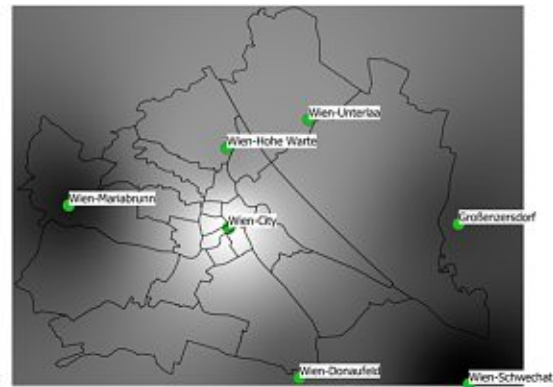 Wien-Unterlaa
Wien-Hohe Warte
Wien-Mariabrunn
Wien-City
Großenzersdorf
Wien-Donaufeld
Wien-Schwechat